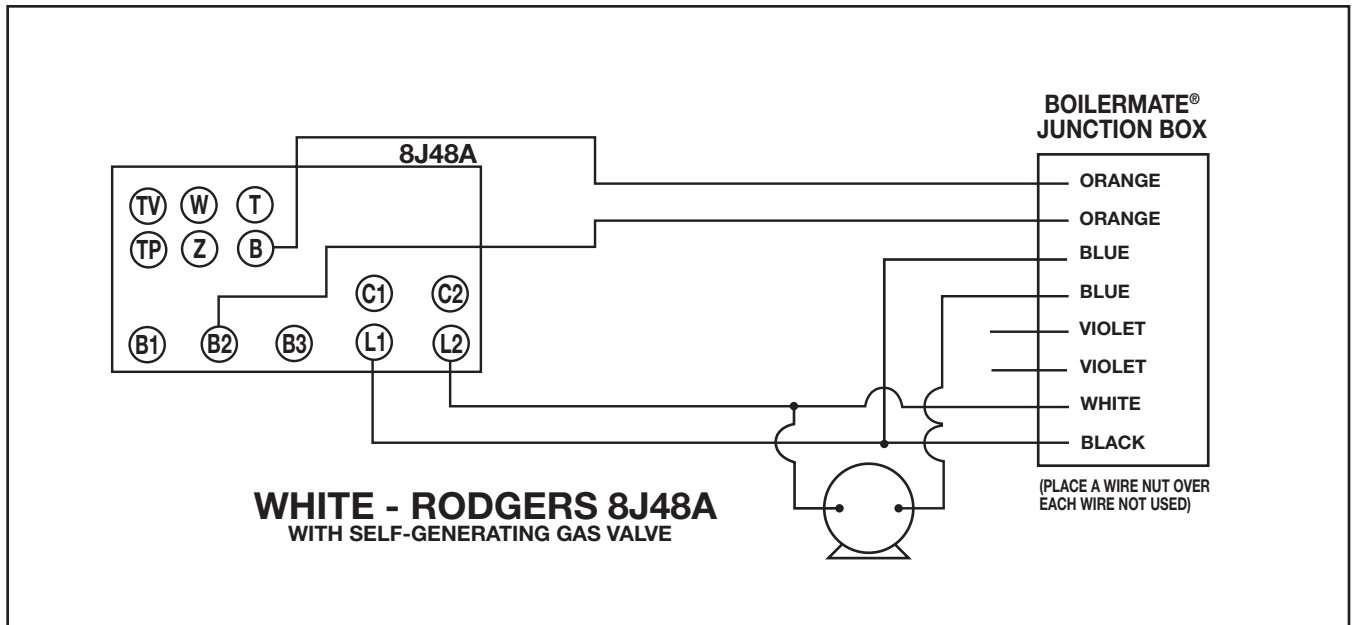 BOILERMATE®
JUNCTION BOX
8J48A
ORANGE
TV W T
ORANGE
TP Z B
BLUE
C1 C2
BLUE
B1 B2 B3 L1 L2
VIOLET
VIOLET
WHITE
BLACK
(PLACE A WIRE NUT OVER
EACH WIRE NOT USED)
WHITE - RODGERS 8J48A
WITH SELF-GENERATING GAS VALVE